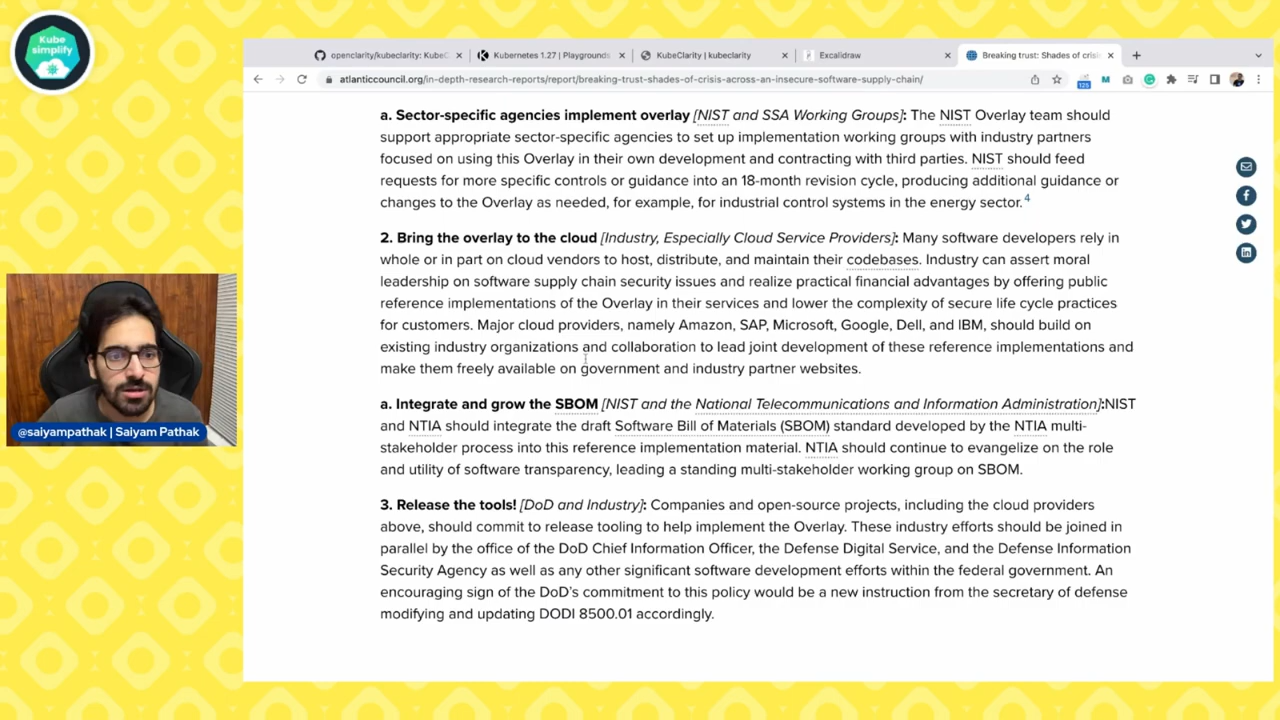 Kube
simplify
openclarity/kubeclarity: KubeC
Kubernetes 1.27 | Playgrounds
KubeClarity | kubeclarity
Excalidraw
Breaking trust: Shades of crisi
atlanticcouncil.org/in-depth-research-reports/report/breaking-trust-shades-of-crisis-across-an-insecure-software-supply-chain/
125
M
a. Sector-specific agencies implement overlay [NIST and SSA Working Groups]: The NIST Overlay team should
support appropriate sector-specific agencies to set up implementation working groups with industry partners
focused on using this Overlay in their own development and contracting with third parties. NIST should feed
requests for more specific controls or guidance into an 18-month revision cycle, producing additional guidance or
changes to the Overlay as needed, for example, for industrial control systems in the energy sector. 4
2. Bring the overlay to the cloud [Industry, Especially Cloud Service Providers]: Many software developers rely in
whole or in part on cloud vendors to host, distribute, and maintain their codebases. Industry can assert moral
leadership on software supply chain security issues and realize practical financial advantages by offering public
reference implementations of the Overlay in their services and lower the complexity of secure life cycle practices
for customers. Major cloud providers, namely Amazon, SAP, Microsoft, Google, Dell, and IBM, should build on
existing industry organizations and collaboration to lead joint development of these reference implementations and
make them freely available on government and industry partner websites.
a. Integrate and grow the SBOM [NIST and the National Telecommunications and Information Administration]:NIST
and NTIA should integrate the draft Software Bill of Materials (SBOM) standard developed by the NTIA multi-
stakeholder process into this reference implementation material. NTIA should continue to evangelize on the role
and utility of software transparency, leading a standing multi-stakeholder working group on SBOM.
3. Release the tools! [DoD and Industry]: Companies and open-source projects, including the cloud providers
above, should commit to release tooling to help implement the Overlay. These industry efforts should be joined in
parallel by the office of the DoD Chief Information Officer, the Defense Digital Service, and the Defense Information
Security Agency as well as any other significant software development efforts within the federal government. An
encouraging sign of the DoD's commitment to this policy would be a new instruction from the secretary of defense
modifying and updating DODI 8500.01 accordingly.
@saiyampathak | Saiyam Pathak